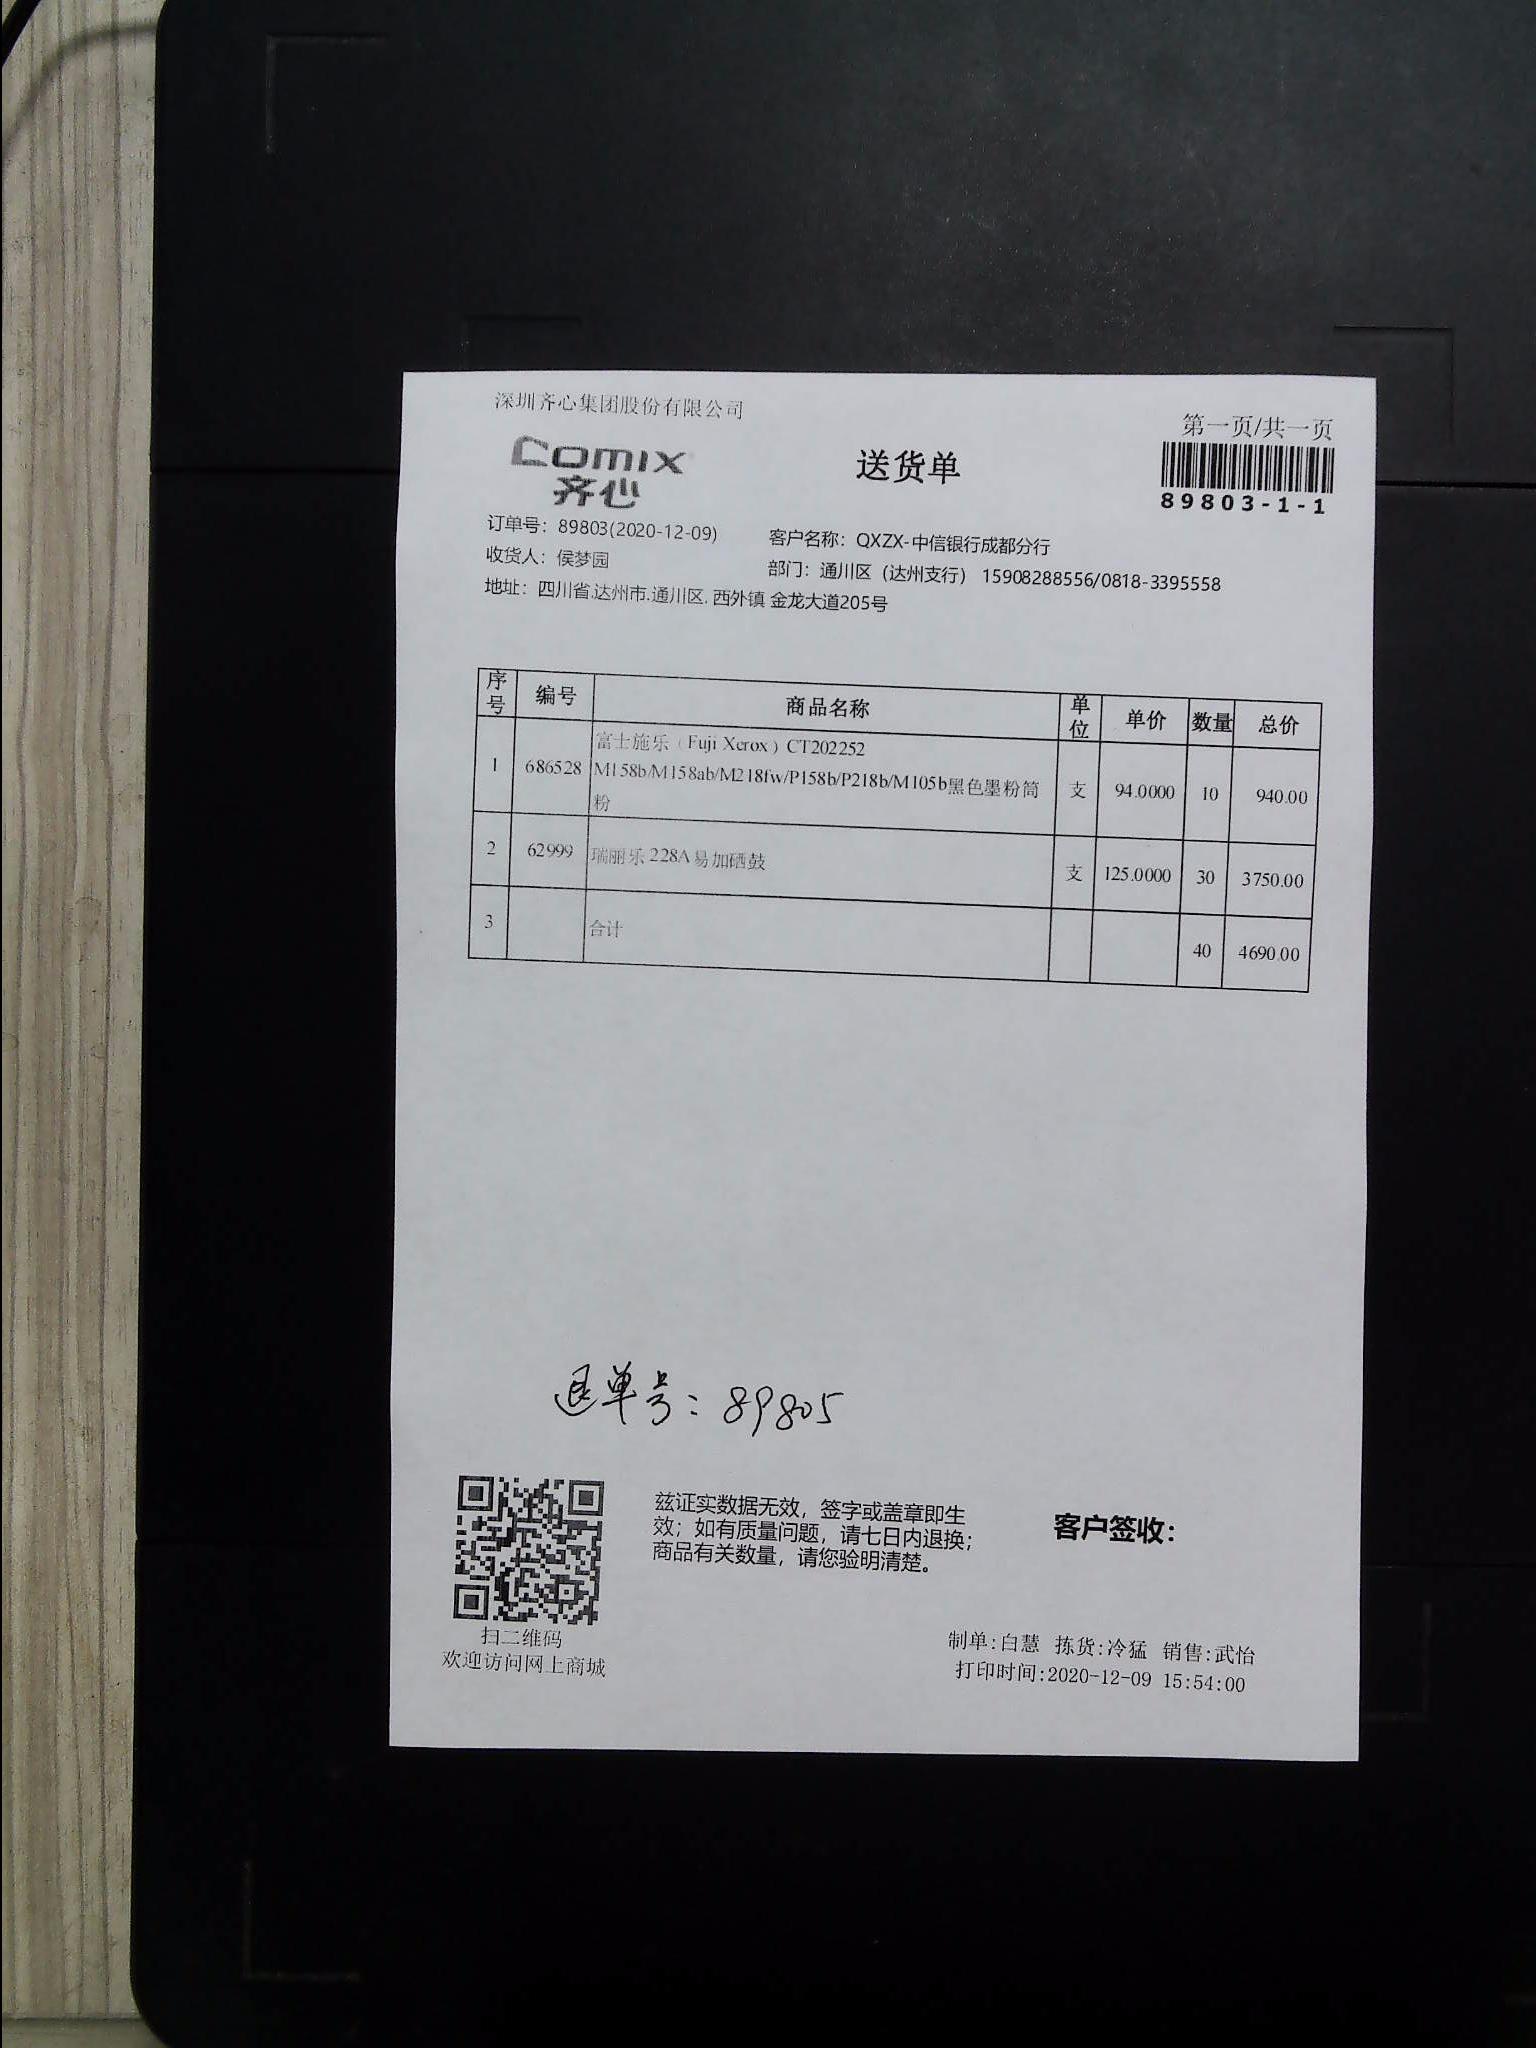 深圳齐心集团股份有限公司
第一页/共一页
comix
齐心
送货单
89803-1-1
订单号：89803(2020-12-09)
客户名称：QXZX-中信银行成都分行
收货人：侯梦园
部门：通川区（达州支行） 15908288556/0818-3395558
地址：四川省.达州市.通川区. 西外镇 金龙大道205号
序号 编号 商品名称 单位 单价 数量 总价
1 686528 富士施乐（Fuji Xerox）CT202252 M158b/M158ab/M218fw/P158b/P218b/M105b黑色墨粉筒粉 支 94.0000 10 940.00
2 62999 瑞丽乐 228A易加硒鼓 支 125.0000 30 3750.00
3 合计 40 4690.00
退单号：89805
兹证实数据无效，签字或盖章即生
效；如有质量问题，请七日内退换；
商品有关数量，请您验明清楚。
客户签收：
扫二维码
欢迎访问网上商城
制单:白慧 拣货:冷猛 销售:武怡
打印时间:2020-12-09 15:54:00